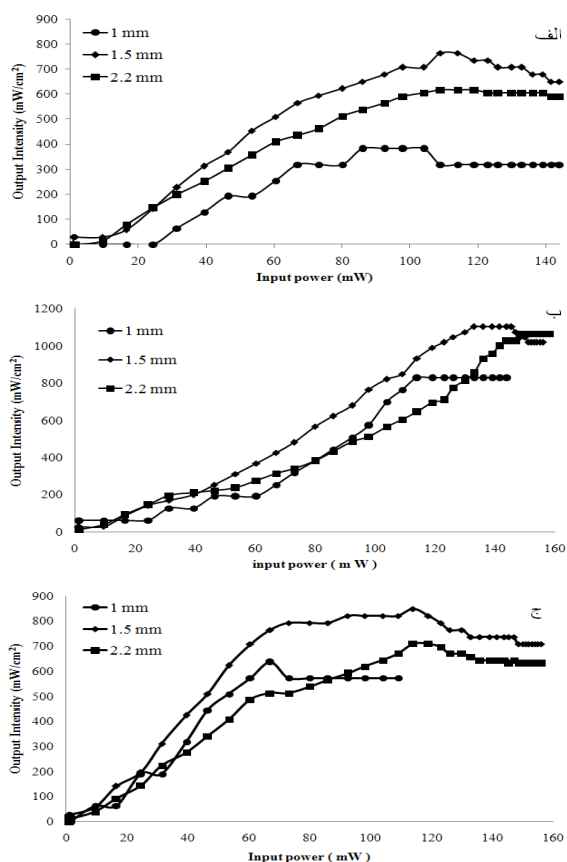 الف
Output Intensity (mW/cm²)
900
800
700
600
500
400
300
200
100
0
1 mm
1.5 mm
2.2 mm
0 20 40 60 80 100 120 140
Input power (mW)
ب
Output Intensity (mW/cm²)
1200
1000
800
600
400
200
0
1 mm
1.5 mm
2.2 mm
0 20 40 60 80 100 120 140 160
input power ( m W )
ج
Output Intensity (mW/cm²)
900
800
700
600
500
400
300
200
100
0
1 mm
1.5 mm
2.2 mm
0 20 40 60 80 100 120 140 160
Input power (mW)